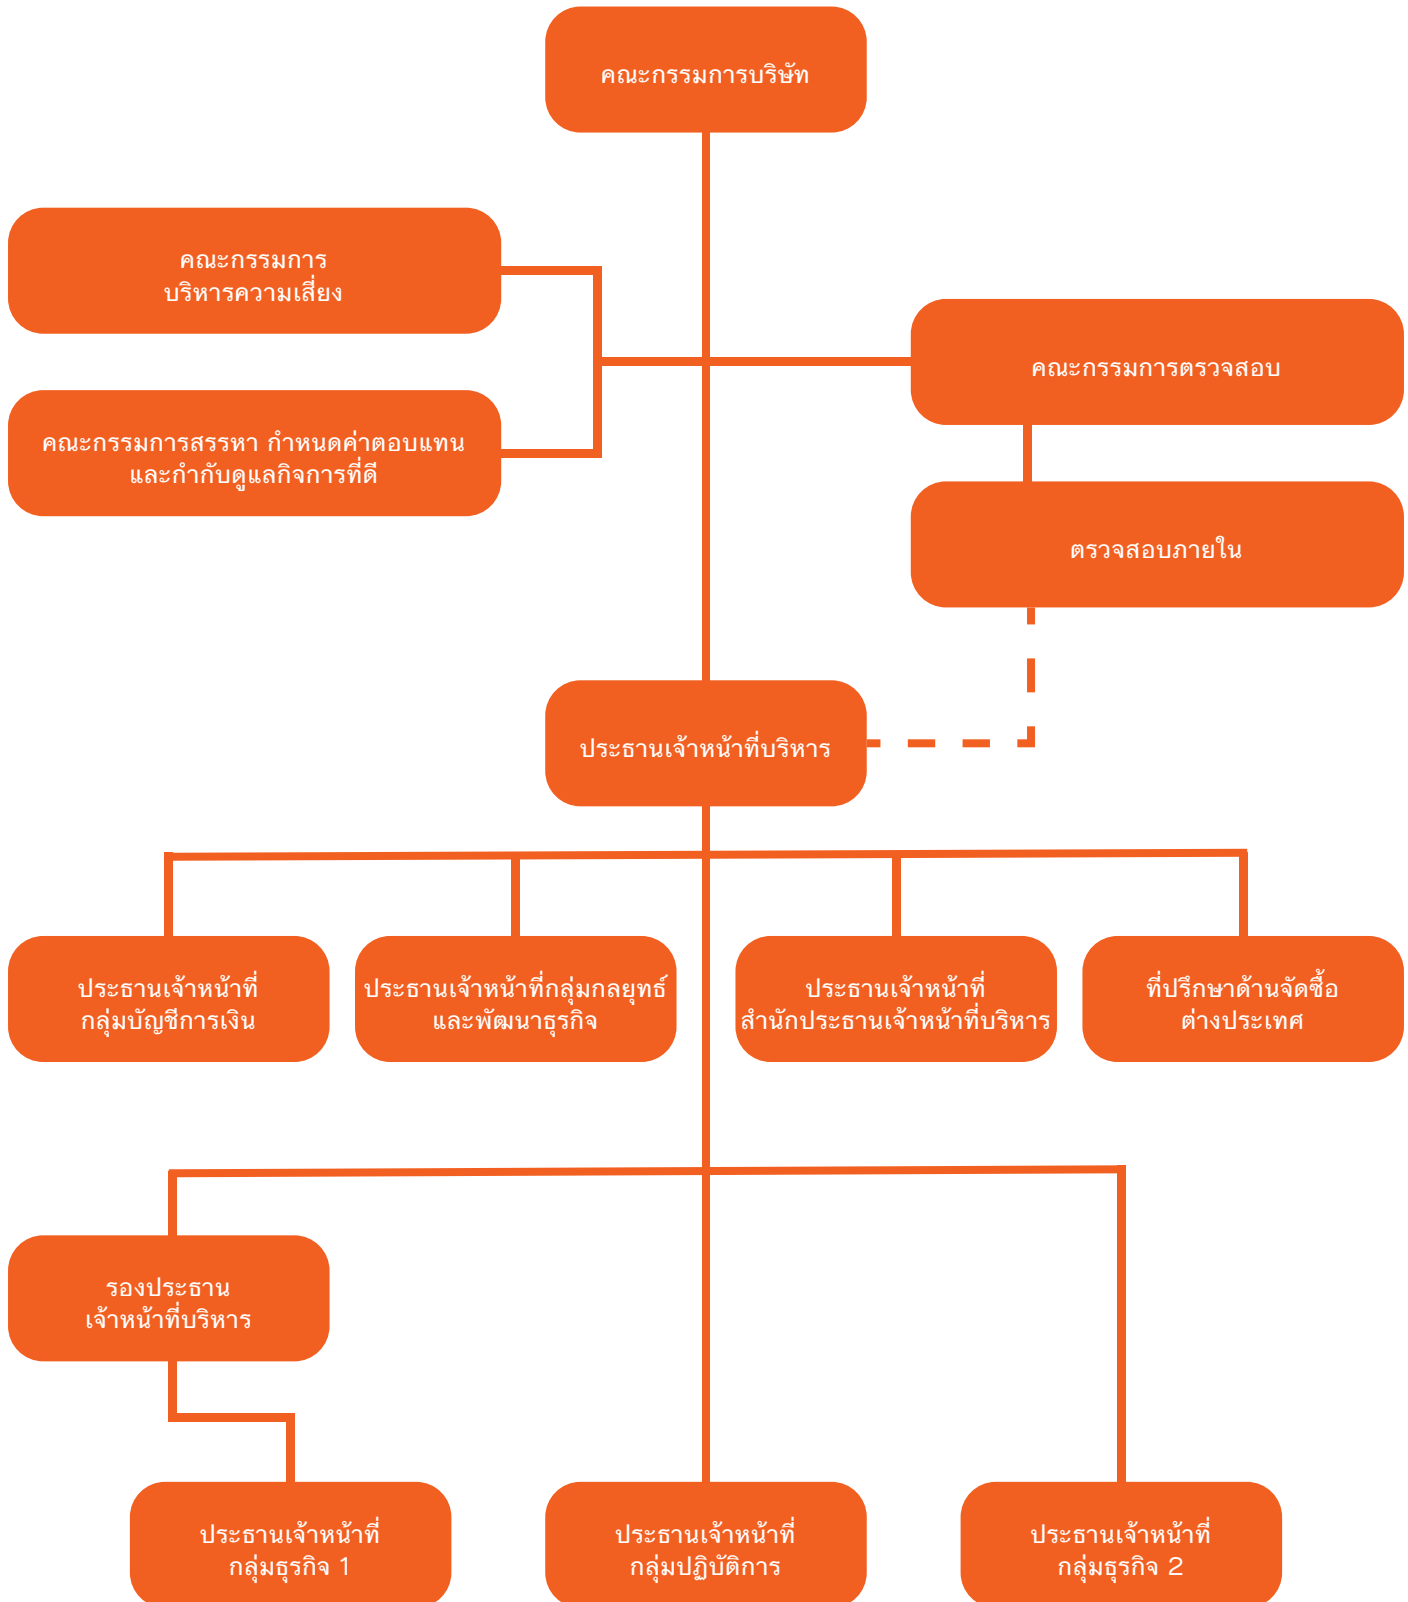 คณะกรรมการบริษัท
คณะกรรมการ
บริหารความเสี่ยง
คณะกรรมการตรวจสอบ
คณะกรรมการสรรหา กำหนดค่าตอบแทน
และกำกับดูแลกิจการที่ดี
ตรวจสอบภายใน
ประธานเจ้าหน้าที่บริหาร
ประธานเจ้าหน้าที่
กลุ่มบัญชีการเงิน
ประธานเจ้าหน้าที่กลุ่มกลยุทธ์
และพัฒนาธุรกิจ
ประธานเจ้าหน้าที่
สำนักประธานเจ้าหน้าที่บริหาร
ที่ปรึกษาด้านจัดซื้อ
ต่างประเทศ
รองประธาน
เจ้าหน้าที่บริหาร
ประธานเจ้าหน้าที่
กลุ่มธุรกิจ 1
ประธานเจ้าหน้าที่
กลุ่มปฏิบัติการ
ประธานเจ้าหน้าที่
กลุ่มธุรกิจ 2